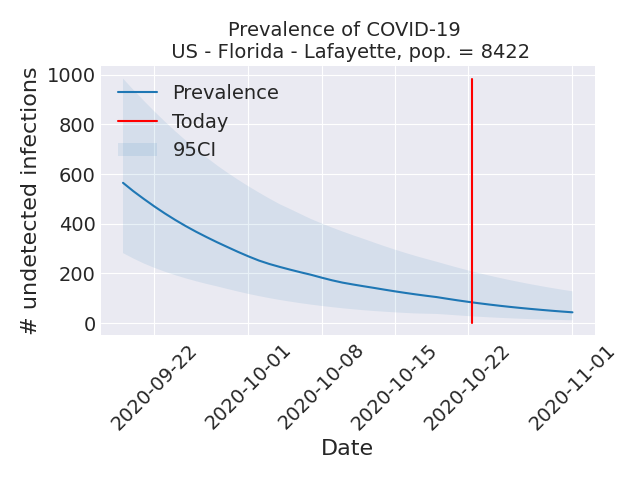 Prevalence of COVID-19
US - Florida - Lafayette, pop. = 8422
# undetected infections
1000
800
600
400
200
0
Prevalence
Today
95CI
2020-09-22
2020-10-01
2020-10-08
2020-10-15
2020-10-22
2020-11-01
Date